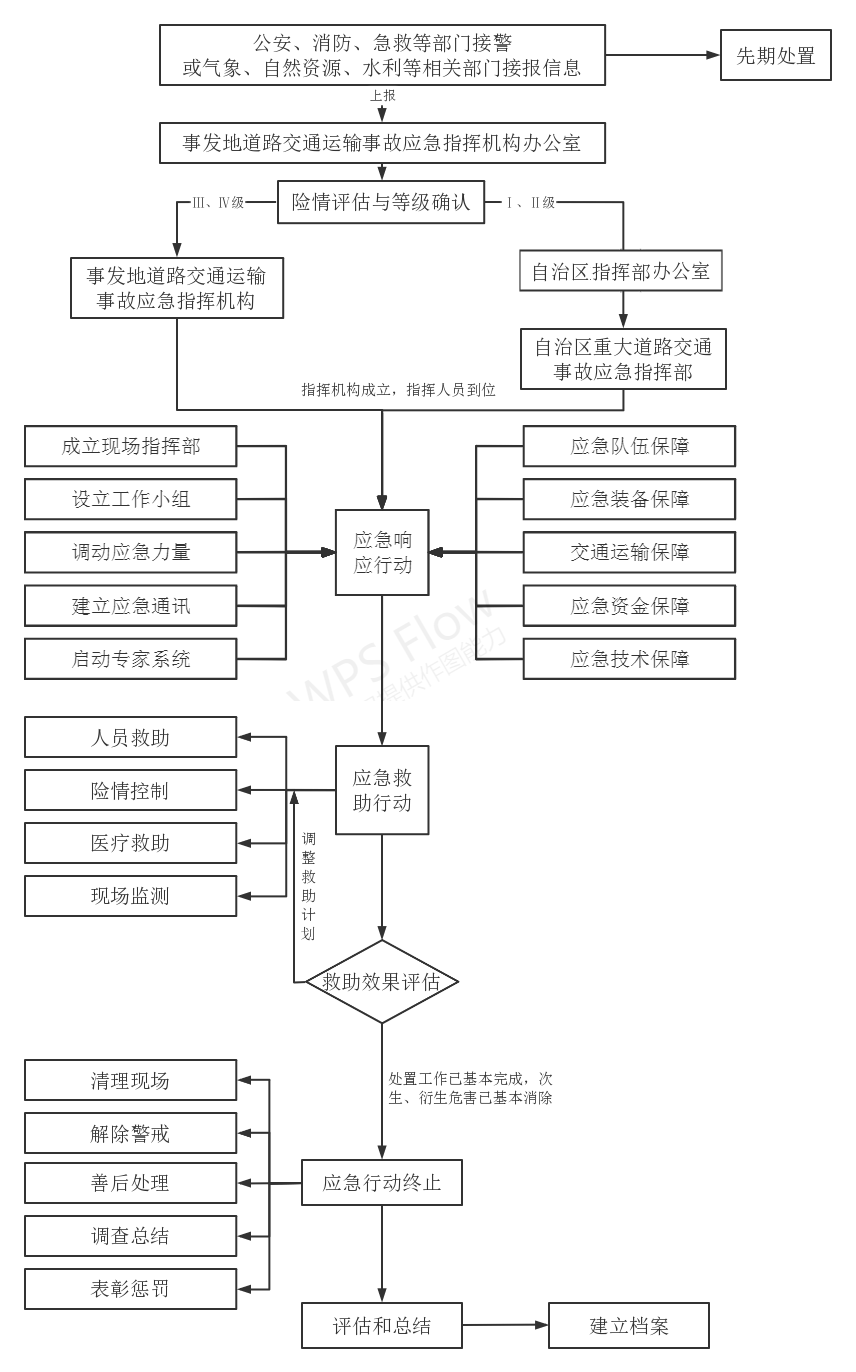 公安、消防、急救等部门接警
或气象、自然资源、水利等相关部门接报信息
先期处置
上报
事发地道路交通运输事故应急指挥机构办公室
Ⅲ、Ⅳ级
险情评估与等级确认
Ⅰ、Ⅱ级
事发地道路交通运输
事故应急指挥机构
自治区指挥部办公室
自治区重大道路交通
事故应急指挥部
指挥机构成立，指挥人员到位
成立现场指挥部
设立工作小组
调动应急力量
建立应急通讯
启动专家系统
应急响
应行动
应急队伍保障
应急装备保障
交通运输保障
应急资金保障
应急技术保障
WPS Flow
提供作图能力
人员救助
险情控制
医疗救助
现场监测
应急救
助行动
调整救助计划
救助效果评估
处置工作已基本完成，次
生、衍生危害已基本消除
清理现场
解除警戒
善后处理
调查总结
表彰惩罚
应急行动终止
评估和总结
建立档案